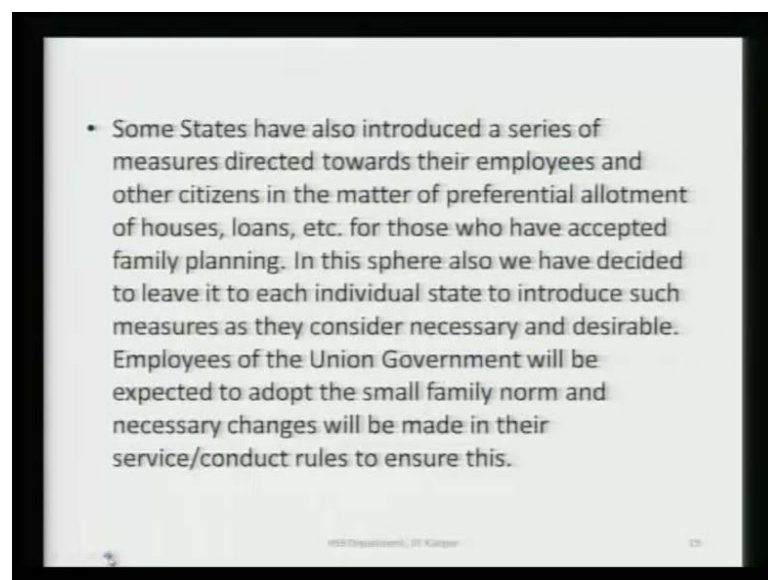 • Some States have also introduced a series of
measures directed towards their employees and
other citizens in the matter of preferential allotment
of houses, loans, etc. for those who have accepted
family planning. In this sphere also we have decided
to leave it to each individual state to introduce such
measures as they consider necessary and desirable.
Employees of the Union Government will be
expected to adopt the small family norm and
necessary changes will be made in their
service/conduct rules to ensure this.
HSS Department, IIT Kanpur